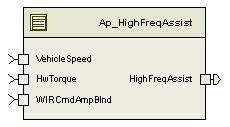 Ap_HighFreqAssist
VehicleSpeed
HwTorque
HighFreqAssist
WIRCmdAmpBlnd